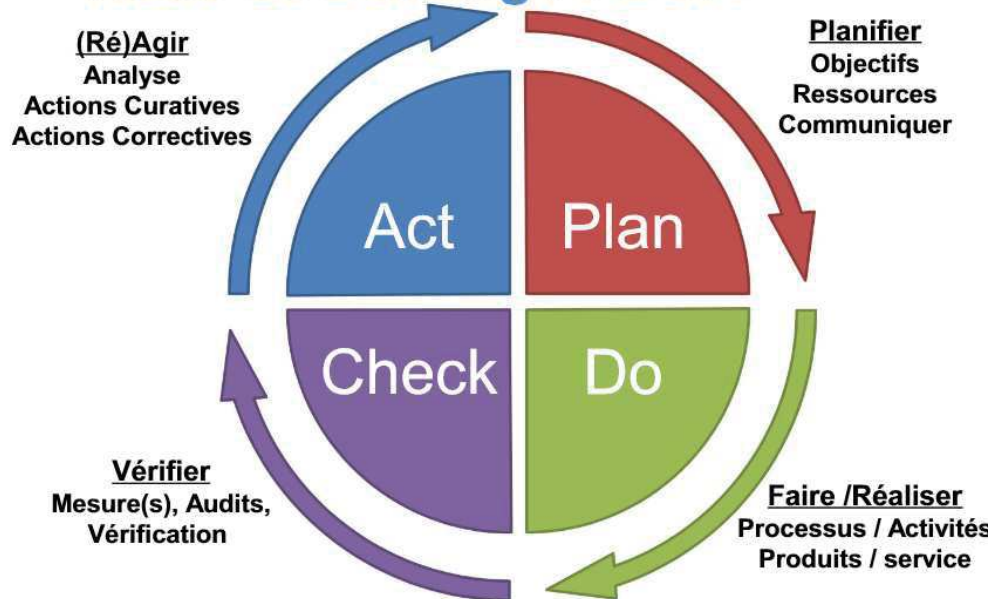 (Ré)Agir
Analyse
Actions Curatives
Actions Correctives
Planifier
Objectifs
Ressources
Communiquer
Act
Plan
Check
Do
Vérifier
Mesure(s), Audits,
Vérification
Faire /Réaliser
Processus / Activités
Produits / service